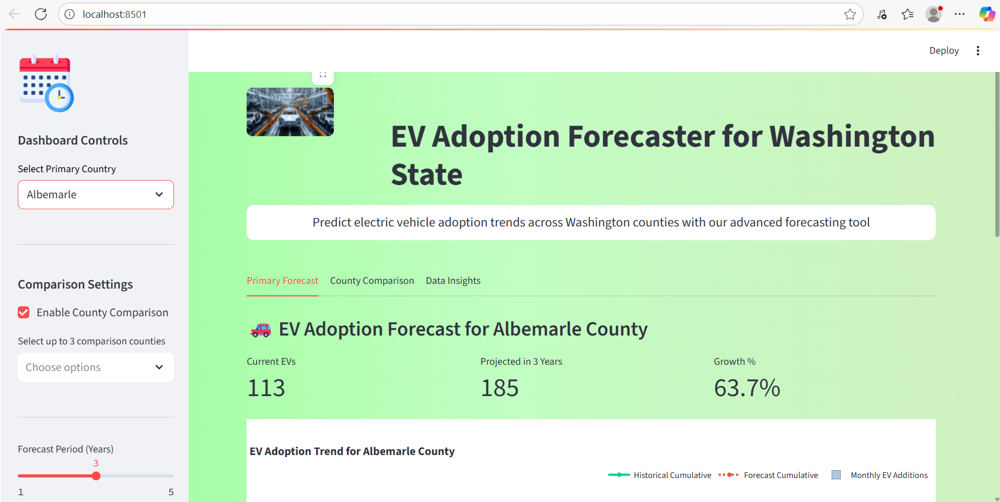 localhost:8501
Deploy
Dashboard Controls
Select Primary Country
Albemarle
Comparison Settings
Enable County Comparison
Select up to 3 comparison counties
Choose options
Forecast Period (Years)
3
1 5
EV Adoption Forecaster for Washington
State
Predict electric vehicle adoption trends across Washington counties with our advanced forecasting tool
Primary Forecast County Comparison Data Insights
EV Adoption Forecast for Albemarle County
Current EVs Projected in 3 Years Growth %
113 185 63.7%
EV Adoption Trend for Albemarle County
Historical Cumulative Forecast Cumulative Monthly EV Additions